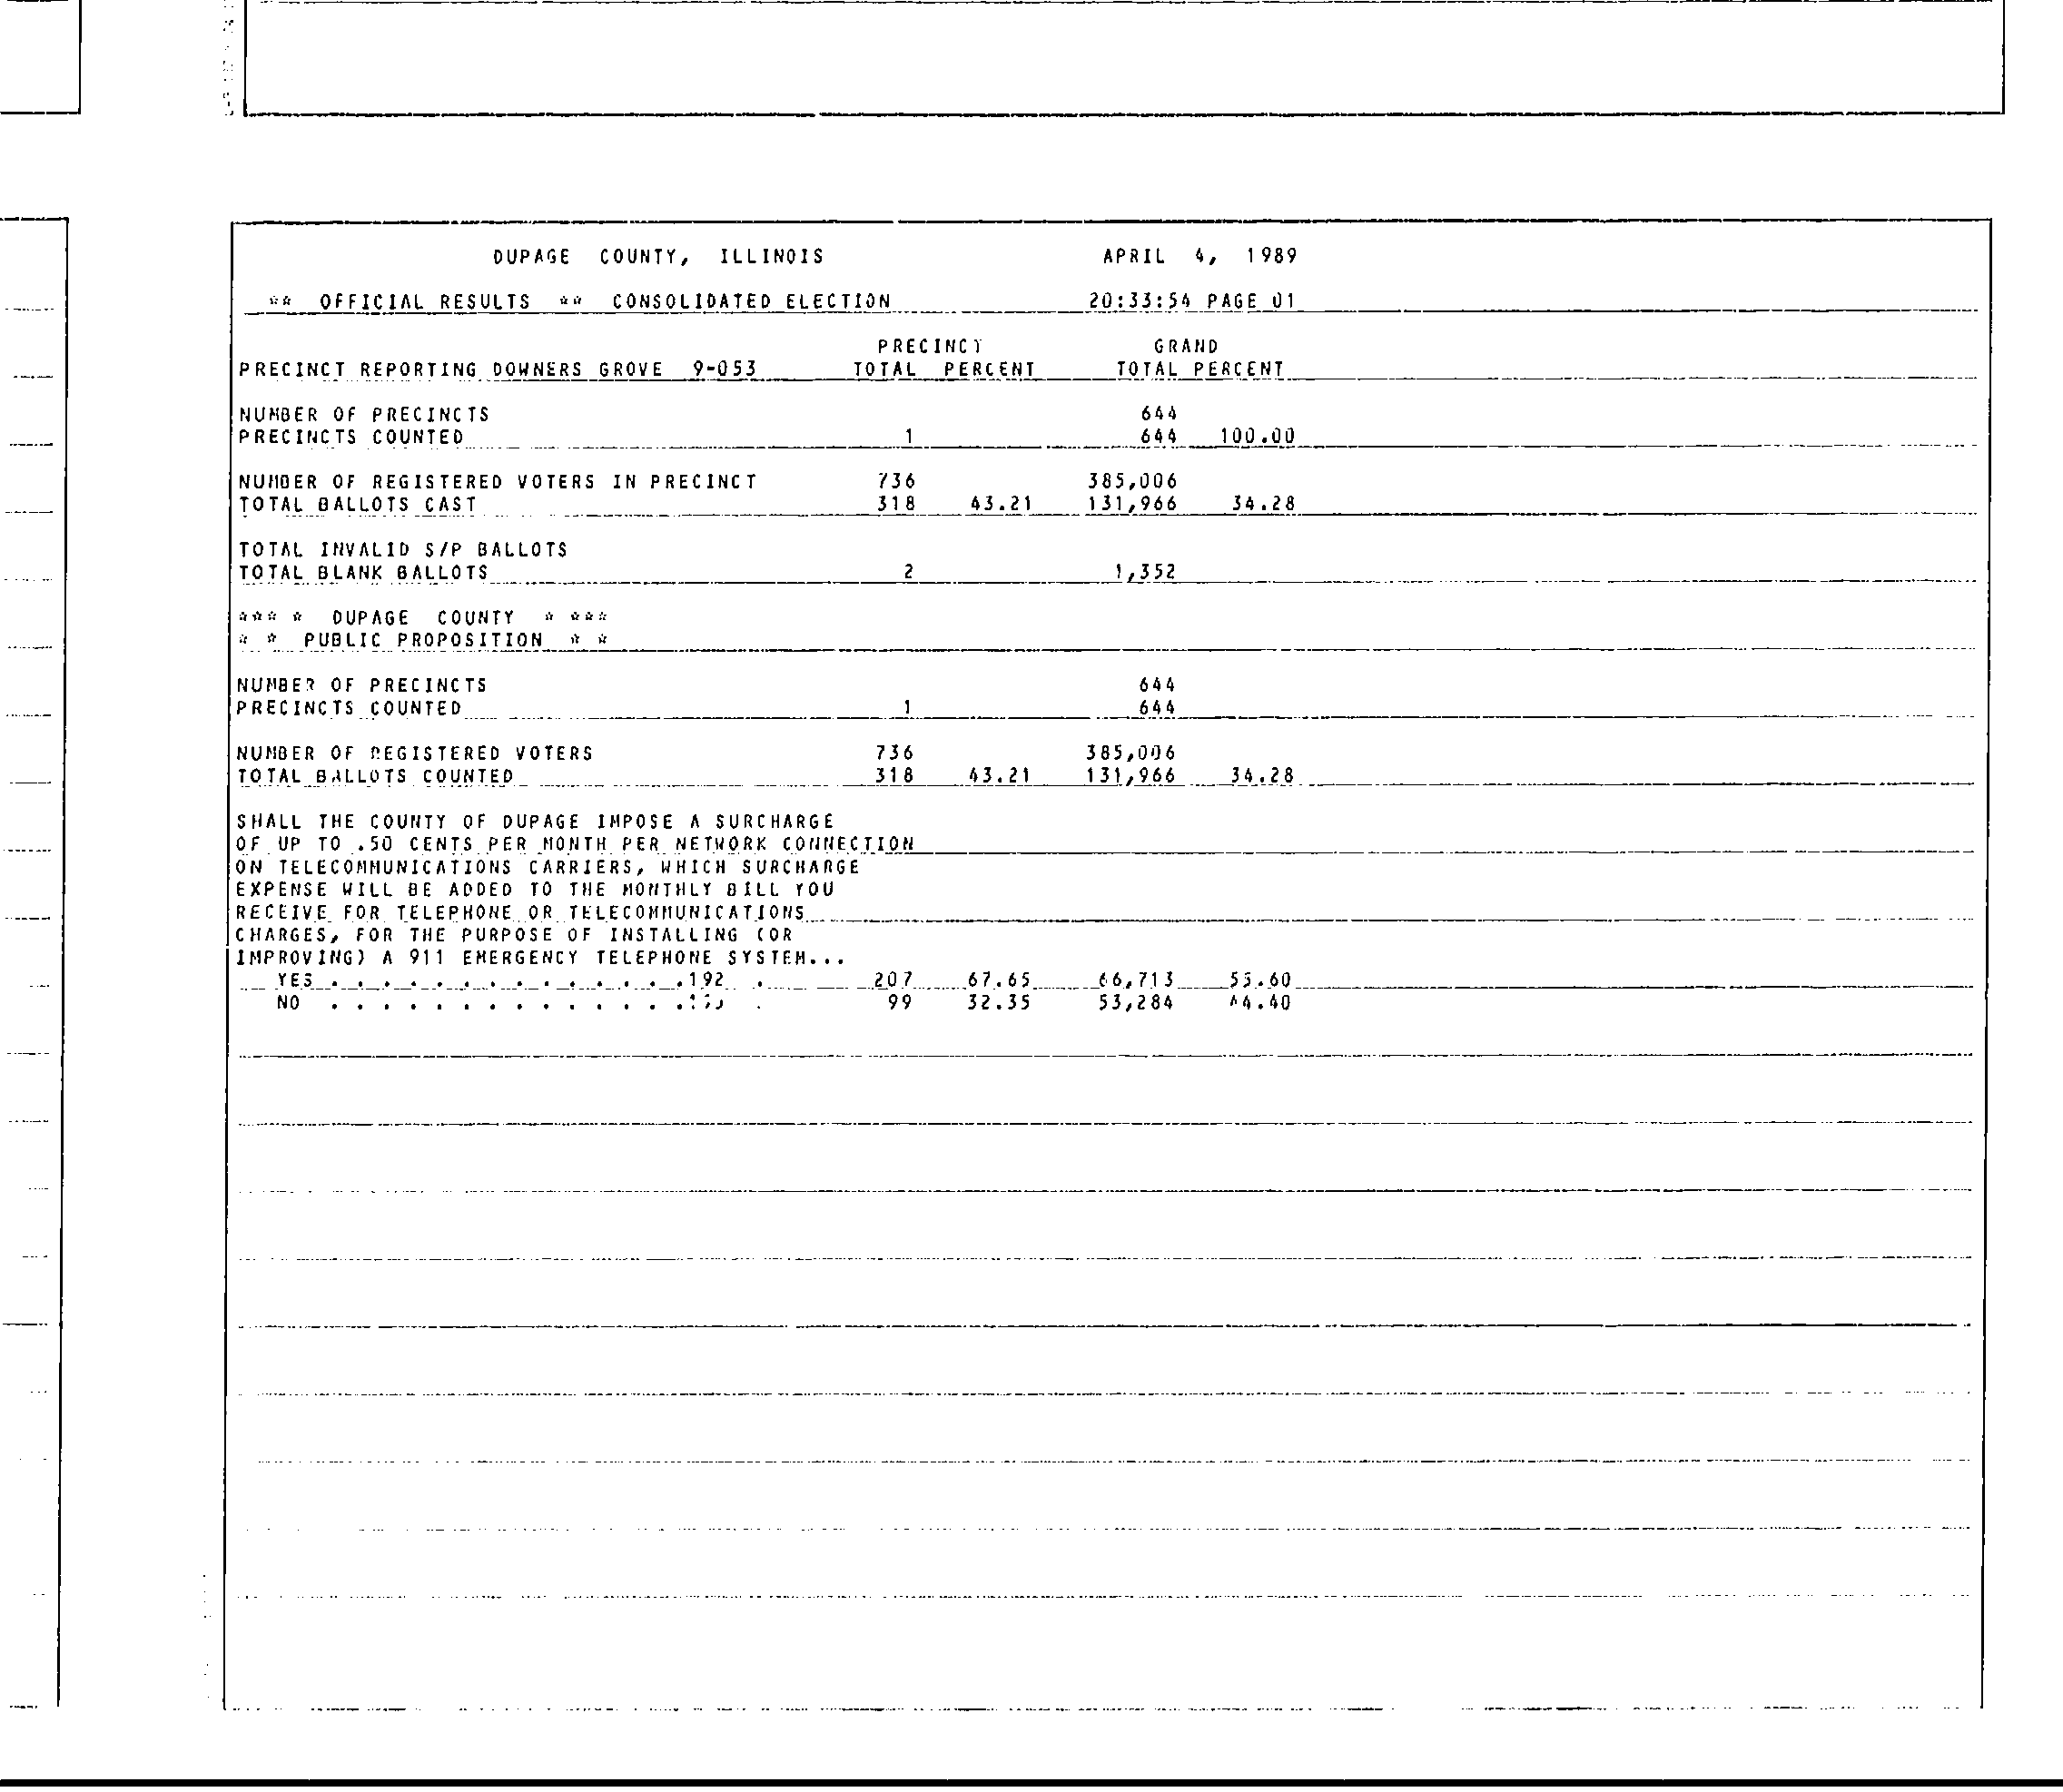 DUPAGE COUNTY, ILLINOIS APRIL 4, 1989
** OFFICIAL RESULTS ** CONSOLIDATED ELECTION 20:33:54 PAGE 01
PRECINCT GRAND
PRECINCT REPORTING DOWNERS GROVE 9-053 TOTAL PERCENT TOTAL PERCENT
NUMBER OF PRECINCTS 644
PRECINCTS COUNTED 1 644 100.00
NUMBER OF REGISTERED VOTERS IN PRECINCT 736 385,006
TOTAL BALLOTS CAST 318 43.21 131,966 34.28
TOTAL INVALID S/P BALLOTS
TOTAL BLANK BALLOTS 2 1,352
*** * DUPAGE COUNTY * ***
* * PUBLIC PROPOSITION * *
NUMBER OF PRECINCTS 644
PRECINCTS COUNTED 1 644
NUMBER OF REGISTERED VOTERS 736 385,006
TOTAL BALLOTS COUNTED 318 43.21 131,966 34.28
SHALL THE COUNTY OF DUPAGE IMPOSE A SURCHARGE
OF UP TO .50 CENTS PER MONTH PER NETWORK CONNECTION
ON TELECOMMUNICATIONS CARRIERS, WHICH SURCHARGE
EXPENSE WILL BE ADDED TO THE MONTHLY BILL YOU
RECEIVE FOR TELEPHONE OR TELECOMMUNICATIONS
CHARGES, FOR THE PURPOSE OF INSTALLING (OR
IMPROVING) A 911 EMERGENCY TELEPHONE SYSTEM...
YES . . . . . . . . . . . . . .192 . 207 67.65 66,713 55.60
NO . . . . . . . . . . . . . . 99 32.35 53,284 44.40